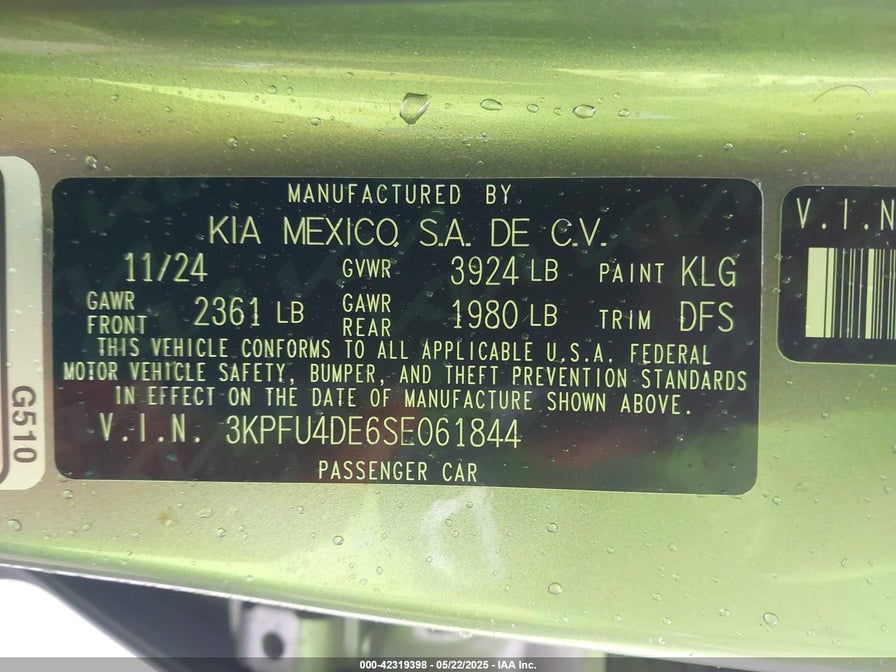 MANUFACTURED BY
KIA MEXICO, S.A. DE C.V.
11/24 GVWR 3924 LB PAINT KLG
GAWR FRONT 2361 LB GAWR REAR 1980 LB TRIM DFS
THIS VEHICLE CONFORMS TO ALL APPLICABLE U.S.A. FEDERAL
MOTOR VEHICLE SAFETY, BUMPER, AND THEFT PREVENTION STANDARDS
IN EFFECT ON THE DATE OF MANUFACTURE SHOWN ABOVE.
V.I.N. 3KPFU4DE6SE061844
PASSENGER CAR
G510
V.I.N
000-42319398 - 05/22/2025 - IAA Inc.